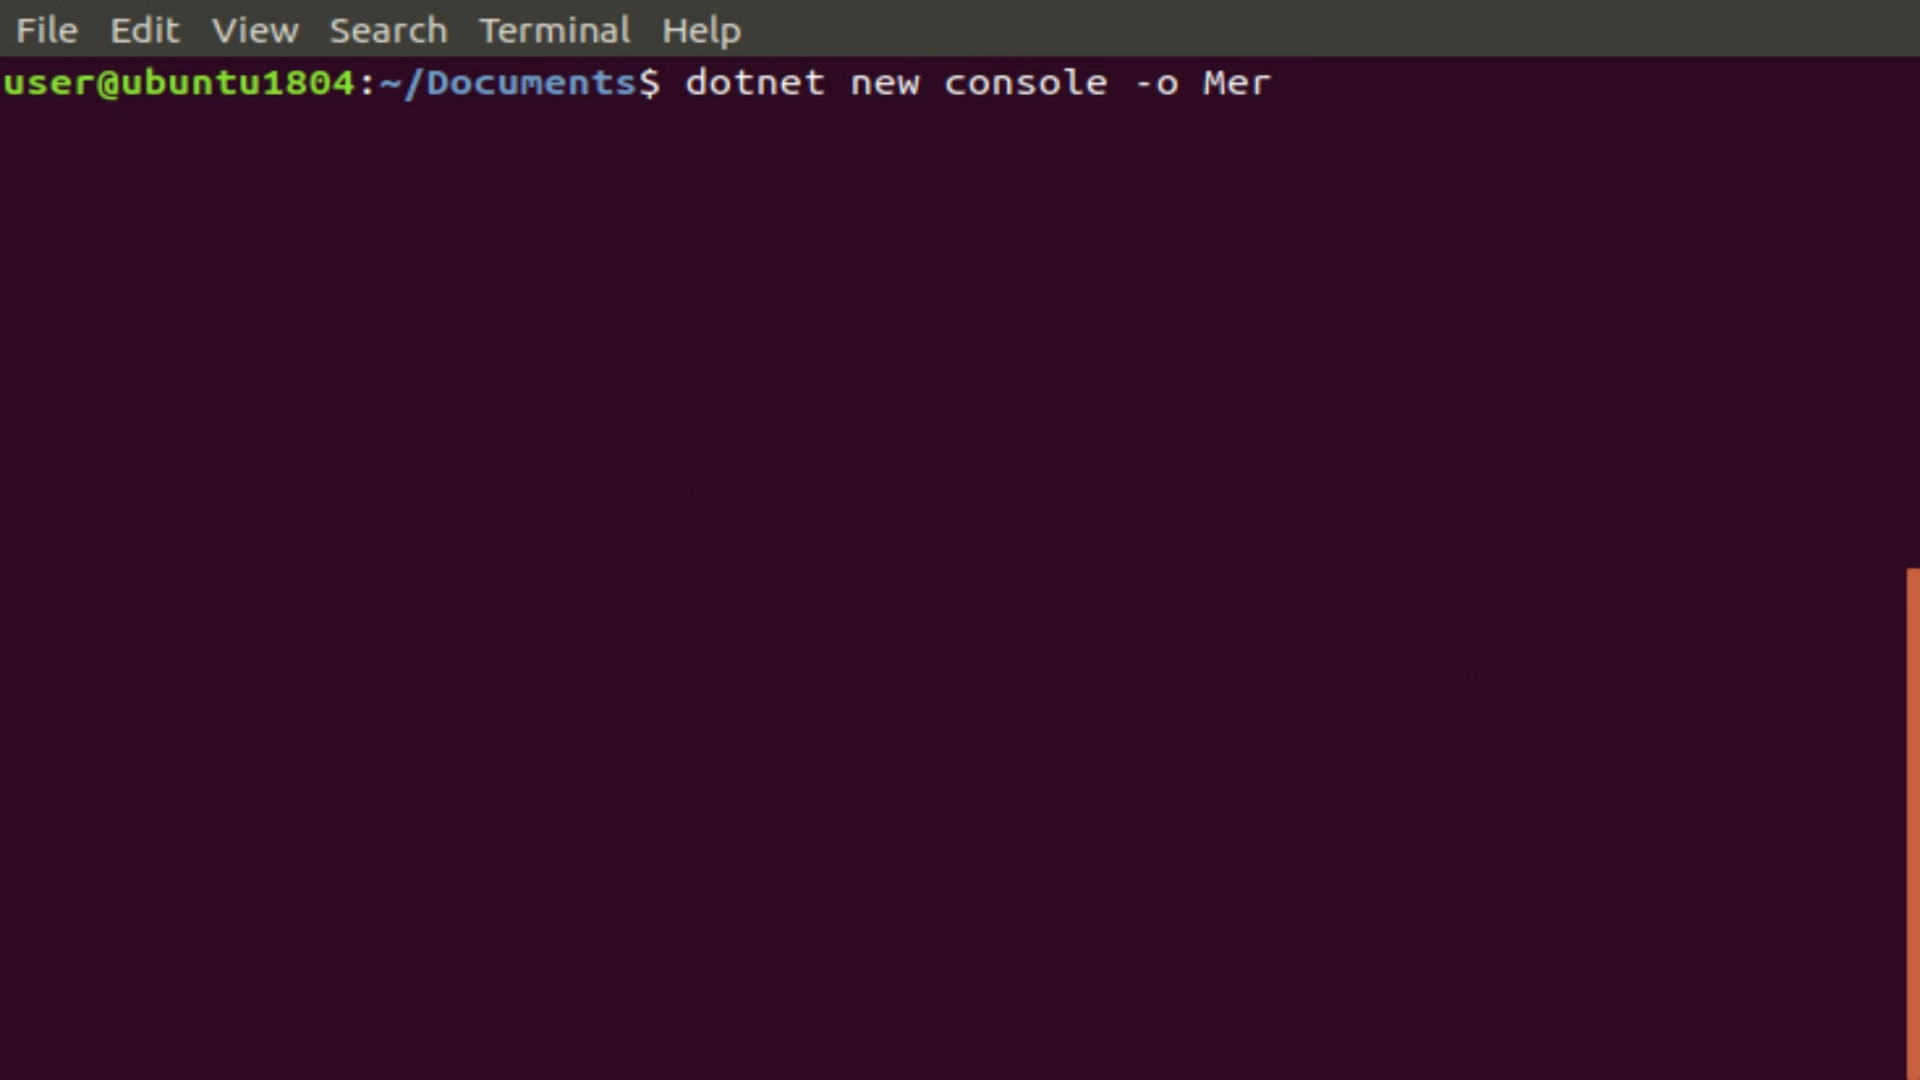 File Edit View Search Terminal Help
user@ubuntu1804:~/Documents$ dotnet new console -o Mer